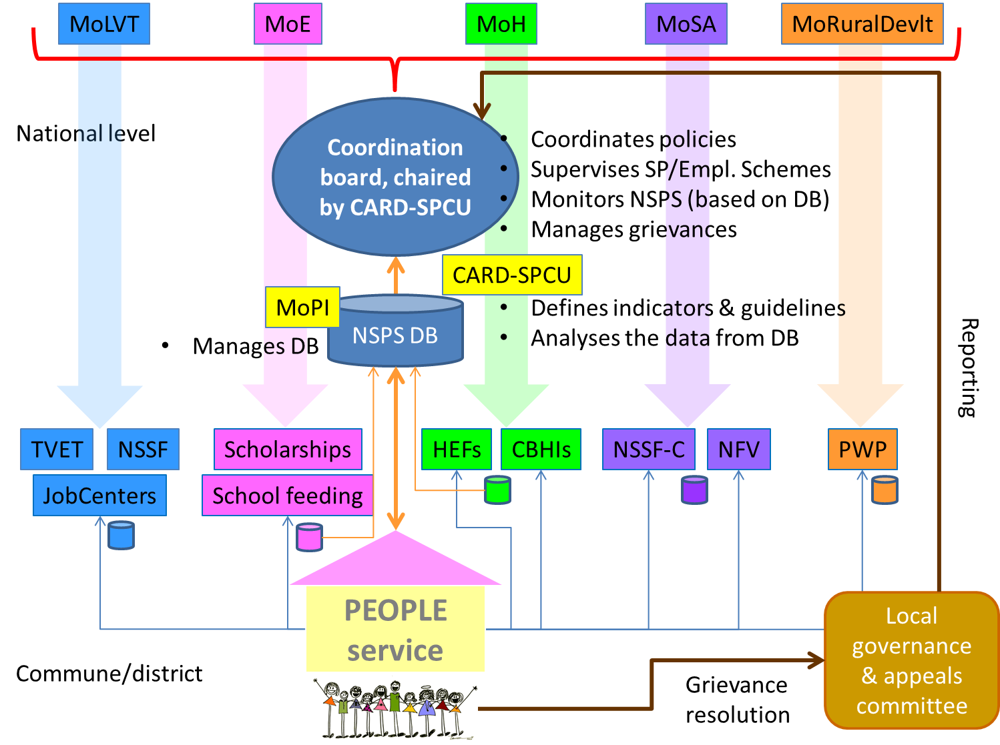 MoLVT
MoE
MoH
MoSA
MoRuralDevlt
National level
Coordination
board, chaired
by CARD-SPCU
• Coordinates policies
• Supervises SP/Empl. Schemes
• Monitors NSPS (based on DB)
• Manages grievances
CARD-SPCU
• Defines indicators & guidelines
• Analyses the data from DB
MoPI
• Manages DB
NSPS DB
Reporting
TVET
NSSF
JobCenters
Scholarships
School feeding
HEFs
CBHIs
NSSF-C
NFV
PWP
PEOPLE
service
Commune/district
Grievance
resolution
Local
governance
& appeals
committee